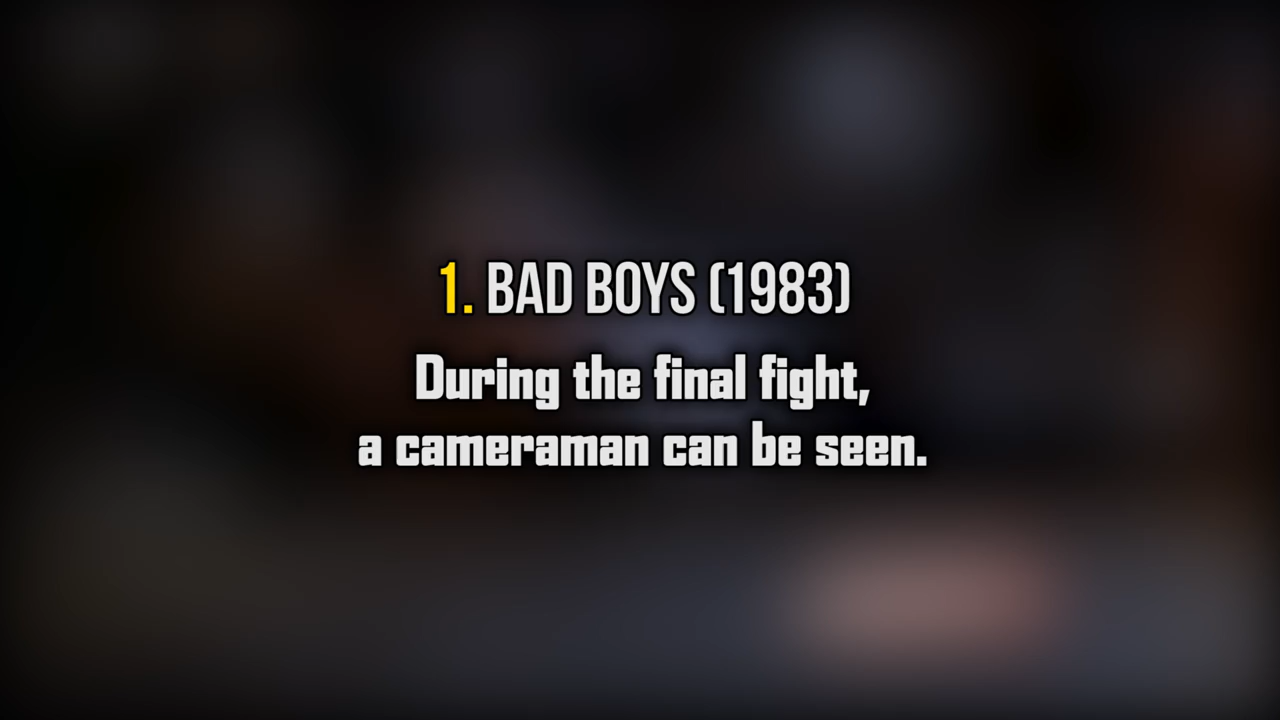 1. BAD BOYS (1983)
During the final fight,
a cameraman can be seen.